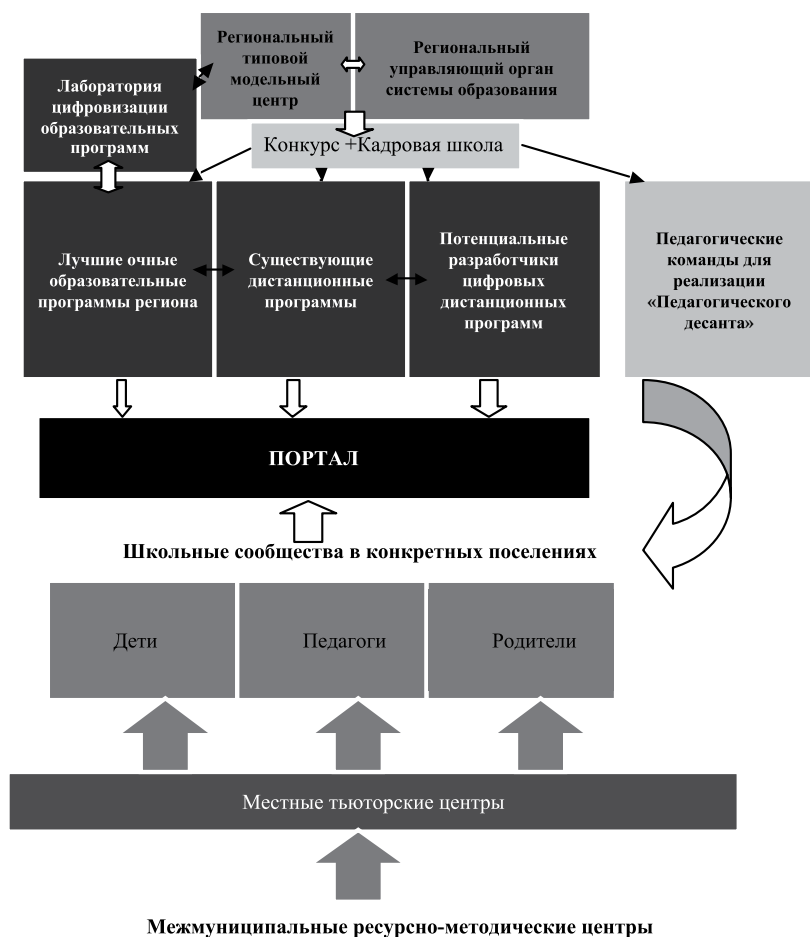 Региональный
типовой
модельный
центр
Региональный
управляющий орган
системы образования
Лаборатория
цифровизации
образовательных
программ
Конкурс +Кадровая школа
Лучшие очные
образовательные
программы региона
Существующие
дистанционные
программы
Потенциальные
разработчики
цифровых
дистанционных
программ
Педагогические
команды для
реализации
«Педагогического
десанта»
ПОРТАЛ
Школьные сообщества в конкретных поселениях
Дети
Педагоги
Родители
Местные тьюторские центры
Межмуниципальные ресурсно-методические центры